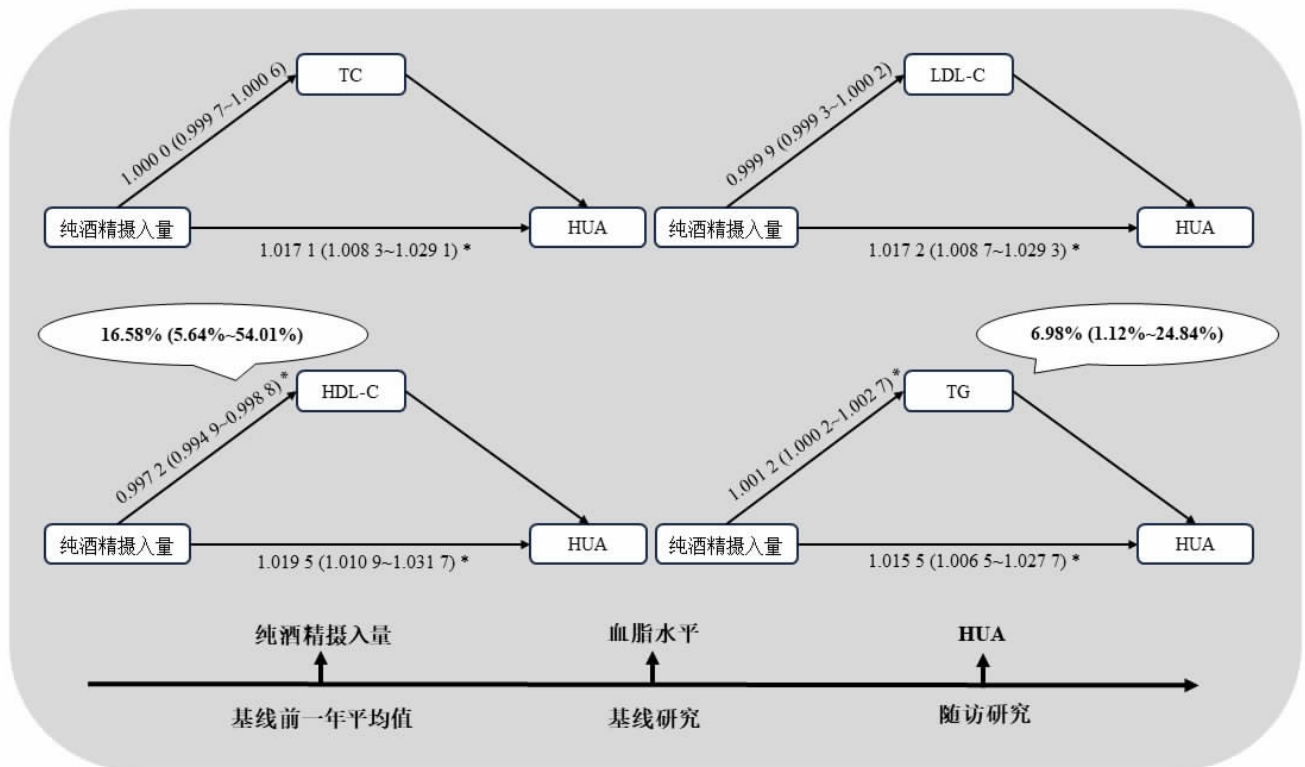 TC
1.000 0 (0.999 7~1.000 6)
纯酒精摄入量
HUA
1.017 1 (1.008 3~1.029 1) *
LDL-C
0.999 9 (0.999 3~1.000 2)
纯酒精摄入量
HUA
1.017 2 (1.008 7~1.029 3) *
16.58% (5.64%~54.01%)
HDL-C
0.997 2 (0.994 9~0.998 8) *
纯酒精摄入量
HUA
1.019 5 (1.010 9~1.031 7) *
6.98% (1.12%~24.84%)
TG
1.001 2 (1.000 2~1.002 7) *
纯酒精摄入量
HUA
1.015 5 (1.006 5~1.027 7) *
纯酒精摄入量
血脂水平
HUA
基线前一年平均值
基线研究
随访研究